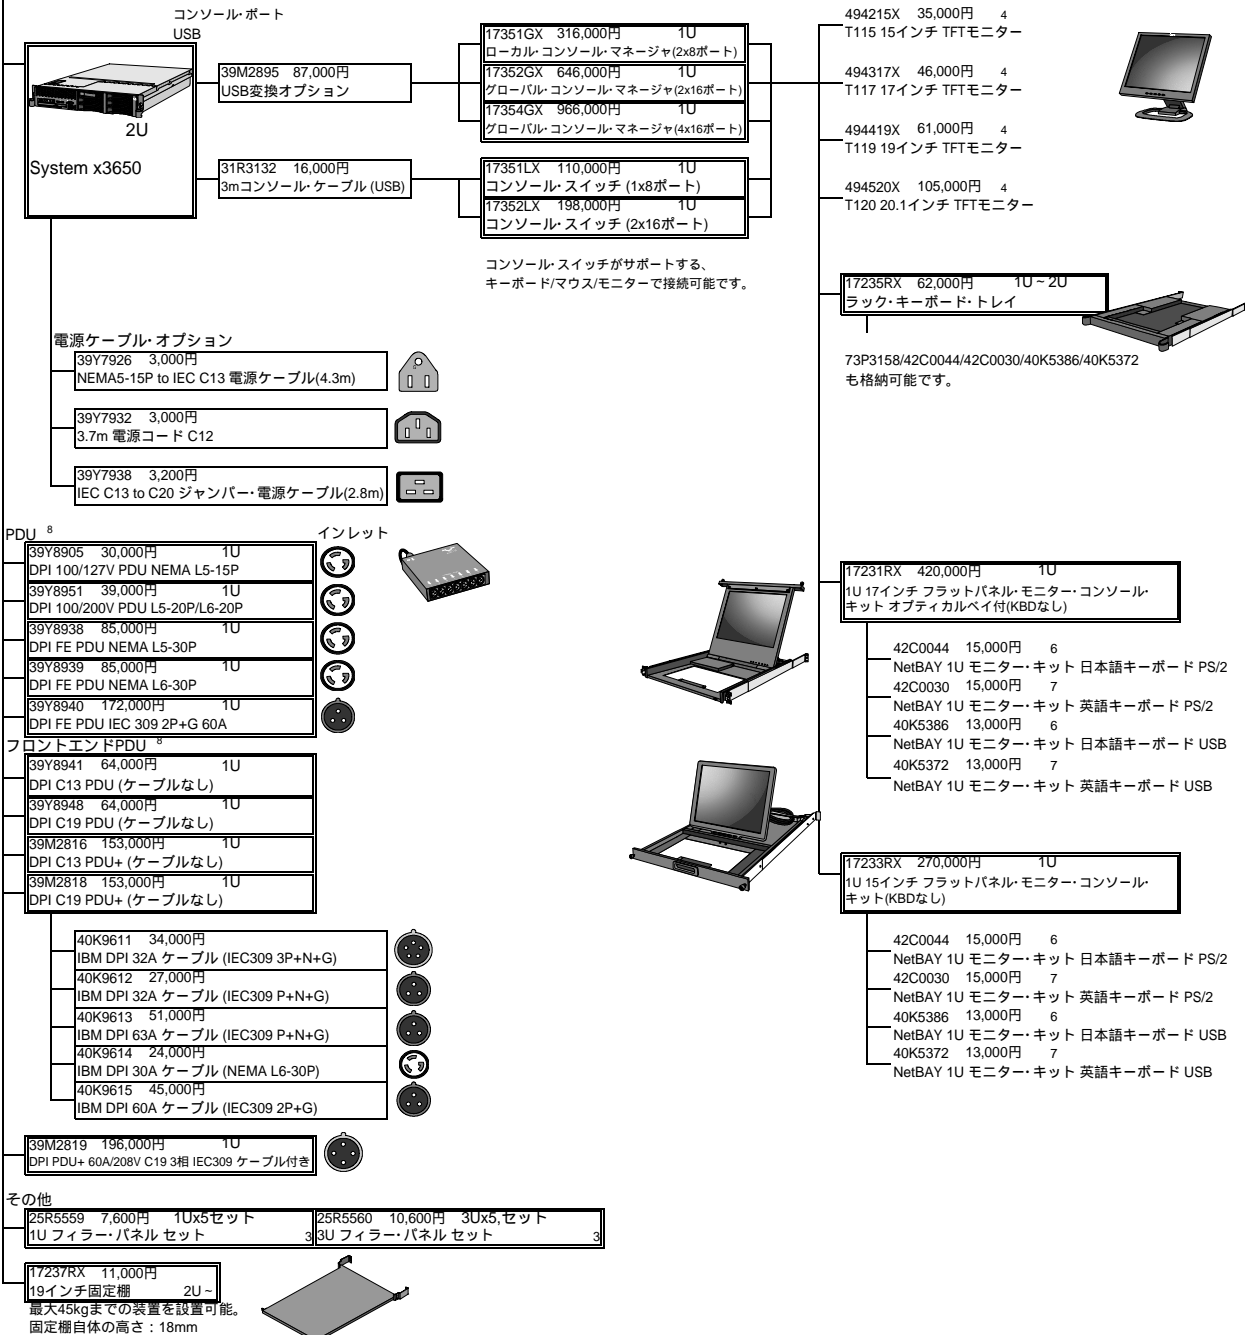 コンソール・ポート
USB
2U
System x3650
39M2895 87,000円
USB変換オプション
31R3132 16,000円
3mコンソール・ケーブル (USB)
17351GX 316,000円 1U
ローカル・コンソール・マネージャ(2x8ポート)
17352GX 646,000円 1U
グローバル・コンソール・マネージャ(2x16ポート)
17354GX 966,000円 1U
グローバル・コンソール・マネージャ(4x16ポート)
17351LX 110,000円 1U
コンソール・スイッチ (1x8ポート)
17352LX 198,000円 1U
コンソール・スイッチ (2x16ポート)
コンソール・スイッチがサポートする、
キーボード/マウス/モニターで接続可能です。
494215X 35,000円 4
T115 15インチ TFTモニター
494317X 46,000円 4
T117 17インチ TFTモニター
494419X 61,000円 4
T119 19インチ TFTモニター
494520X 105,000円 4
T120 20.1インチ TFTモニター
17235RX 62,000円 1U ~ 2U
ラック・キーボード・トレイ
73P3158/42C0044/42C0030/40K5386/40K5372
も格納可能です。
電源ケーブル・オプション
39Y7926 3,000円
NEMA5-15P to IEC C13 電源ケーブル(4.3m)
39Y7932 3,000円
3.7m 電源コード C12
39Y7938 3,200円
IEC C13 to C20 ジャンパー・電源ケーブル(2.8m)
PDU 8
インレット
39Y8905 30,000円 1U
DPI 100/127V PDU NEMA L5-15P
39Y8951 39,000円 1U
DPI 100/200V PDU L5-20P/L6-20P
39Y8938 85,000円 1U
DPI FE PDU NEMA L5-30P
39Y8939 85,000円 1U
DPI FE PDU NEMA L6-30P
39Y8940 172,000円 1U
DPI FE PDU IEC 309 2P+G 60A
フロントエンドPDU 8
39Y8941 64,000円 1U
DPI C13 PDU (ケーブルなし)
39Y8948 64,000円 1U
DPI C19 PDU (ケーブルなし)
39M2816 153,000円 1U
DPI C13 PDU+ (ケーブルなし)
39M2818 153,000円 1U
DPI C19 PDU+ (ケーブルなし)
40K9611 34,000円
IBM DPI 32A ケーブル (IEC309 3P+N+G)
40K9612 27,000円
IBM DPI 32A ケーブル (IEC309 P+N+G)
40K9613 51,000円
IBM DPI 63A ケーブル (IEC309 P+N+G)
40K9614 24,000円
IBM DPI 30A ケーブル (NEMA L6-30P)
40K9615 45,000円
IBM DPI 60A ケーブル (IEC309 2P+G)
39M2819 196,000円 1U
DPI PDU+ 60A/208V C19 3相 IEC309 ケーブル付き
17231RX 420,000円 1U
1U 17インチ フラットパネル・モニター・コンソール・
キット オプティカルベイ付(KBDなし)
42C0044 15,000円 6
NetBAY 1U モニター・キット 日本語キーボード PS/2
42C0030 15,000円 7
NetBAY 1U モニター・キット 英語キーボード PS/2
40K5386 13,000円 6
NetBAY 1U モニター・キット 日本語キーボード USB
40K5372 13,000円 7
NetBAY 1U モニター・キット 英語キーボード USB
17233RX 270,000円 1U
1U 15インチ フラットパネル・モニター・コンソール・
キット(KBDなし)
42C0044 15,000円 6
NetBAY 1U モニター・キット 日本語キーボード PS/2
42C0030 15,000円 7
NetBAY 1U モニター・キット 英語キーボード PS/2
40K5386 13,000円 6
NetBAY 1U モニター・キット 日本語キーボード USB
40K5372 13,000円 7
NetBAY 1U モニター・キット 英語キーボード USB
その他
25R5559 7,600円 1Ux5セット
1U フィラー・パネル セット 3
25R5560 10,600円 3Ux5,セット
3U フィラー・パネル セット 3
17237RX 11,000円
19インチ固定棚 2U ~
最大45kgまでの装置を設置可能。
固定棚自体の高さ：18mm